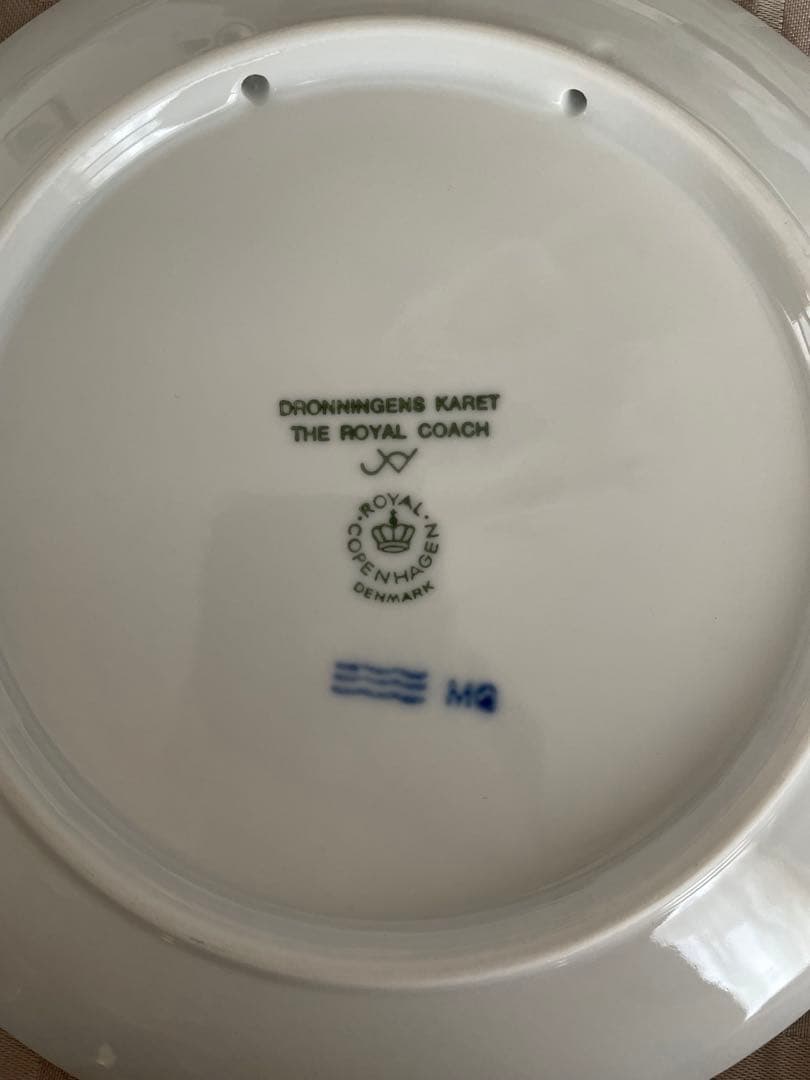 DRONNINGENS KARET
THE ROYAL COACH
ROYAL COPENHAGEN
DENMARK